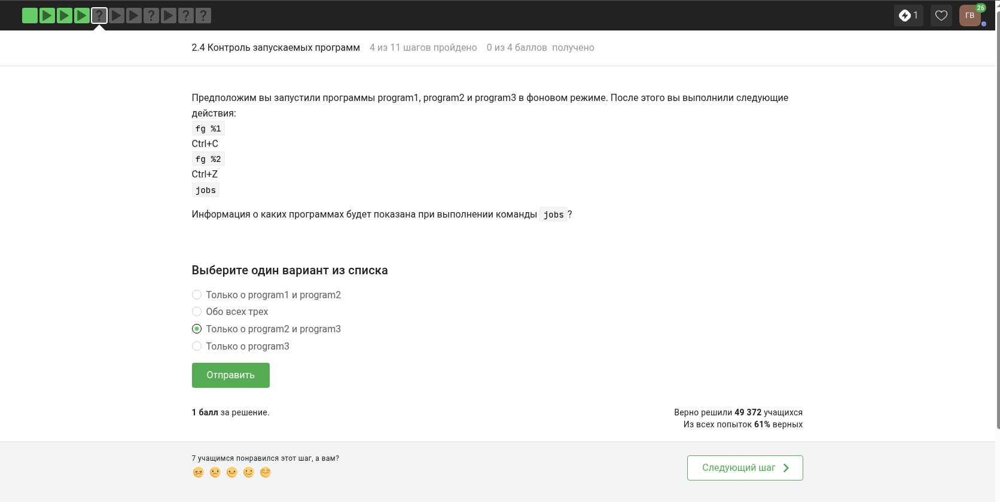 ? ? ? ?
1
ГВ
26
2.4 Контроль запускаемых программ 4 из 11 шагов пройдено 0 из 4 баллов получено
Предположим вы запустили программы program1, program2 и program3 в фоновом режиме. После этого вы выполнили следующие
действия:
fg %1
Ctrl+C
fg %2
Ctrl+Z
jobs
Информация о каких программах будет показана при выполнении команды jobs ?
Выберите один вариант из списка
Только о program1 и program2
Обо всех трех
Только о program2 и program3
Только о program3
Отправить
1 балл за решение.
Верно решили 49 372 учащихся
Из всех попыток 61% верных
7 учащимся понравился этот шаг, а вам?
Следующий шаг